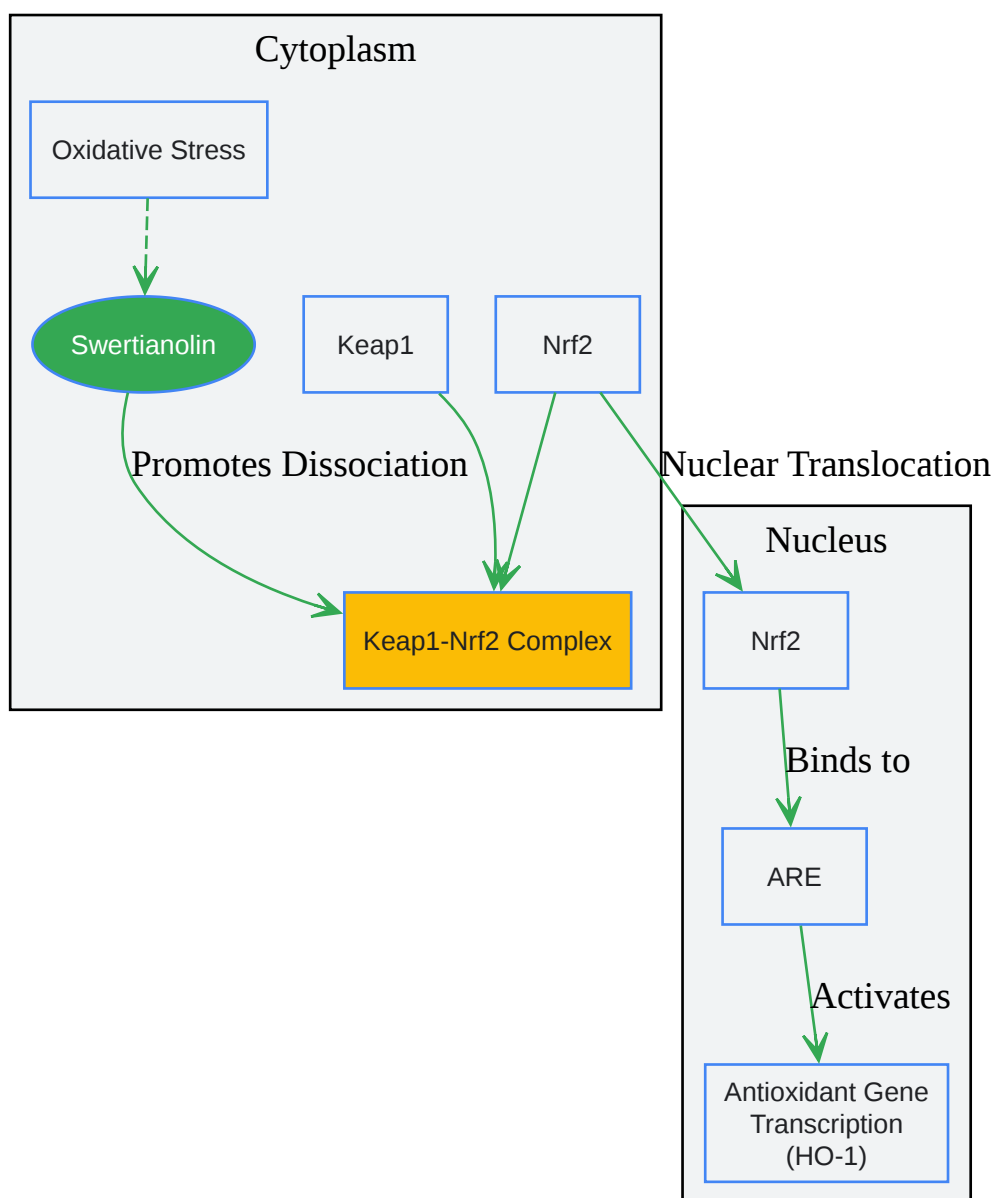 Cytoplasm
Oxidative Stress
Swertianolin
Keap1
Nrf2
Promotes Dissociation
Nuclear Translocation
Nucleus
Keap1-Nrf2 Complex
Nrf2
Binds to
ARE
Activates
Antioxidant Gene
Transcription
(HO-1)